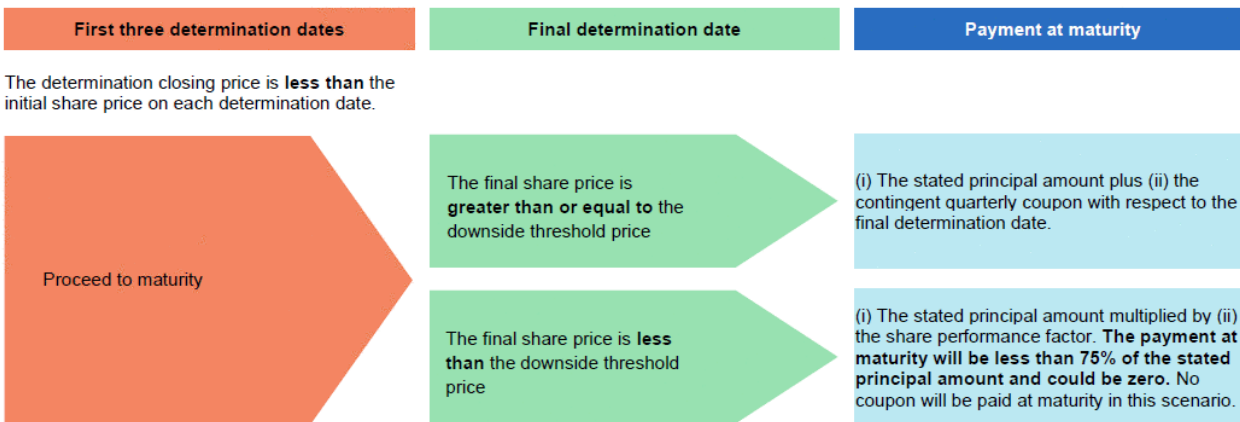 First three determination dates
Final determination date
Payment at maturity
The determination closing price is less than the
initial share price on each determination date.
Proceed to maturity
The final share price is
greater than or equal to the
downside threshold price
(i) The stated principal amount plus (ii) the
contingent quarterly coupon with respect to the
final determination date.
The final share price is less
than the downside threshold
price
(i) The stated principal amount multiplied by (ii)
the share performance factor. The payment at
maturity will be less than 75% of the stated
principal amount and could be zero. No
coupon will be paid at maturity in this scenario.